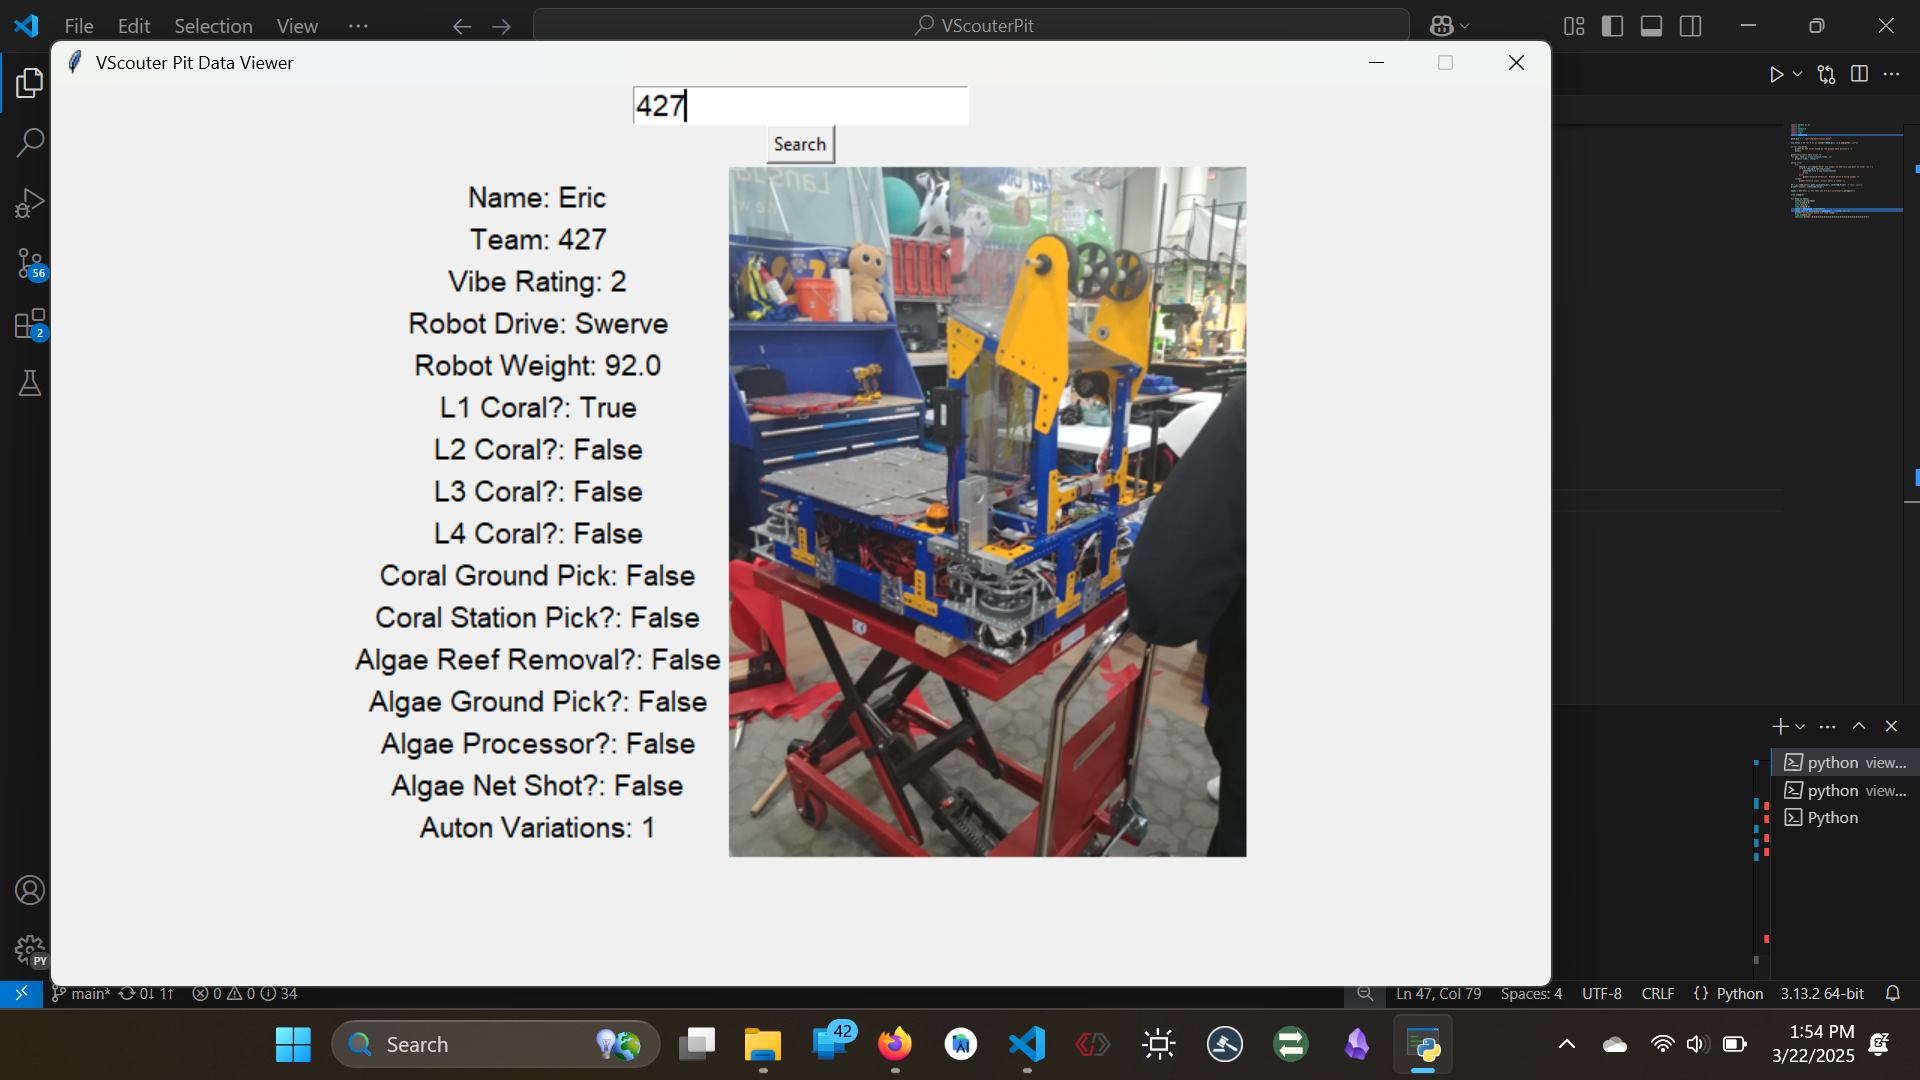 File Edit Selection View ···
VScouterPit
VScouter Pit Data Viewer
427
Search
Name: Eric
Team: 427
Vibe Rating: 2
Robot Drive: Swerve
Robot Weight: 92.0
L1 Coral?: True
L2 Coral?: False
L3 Coral?: False
L4 Coral?: False
Coral Ground Pick: False
Coral Station Pick?: False
Algae Reef Removal?: False
Algae Ground Pick?: False
Algae Processor?: False
Algae Net Shot?: False
Auton Variations: 1
56
2
PY
python view...
python view...
Python
main* 0↓ 1↑ 0 0 34
Ln 47, Col 79 Spaces: 4 UTF-8 CRLF {} Python 3.13.2 64-bit
Search
42
1:54 PM
3/22/2025